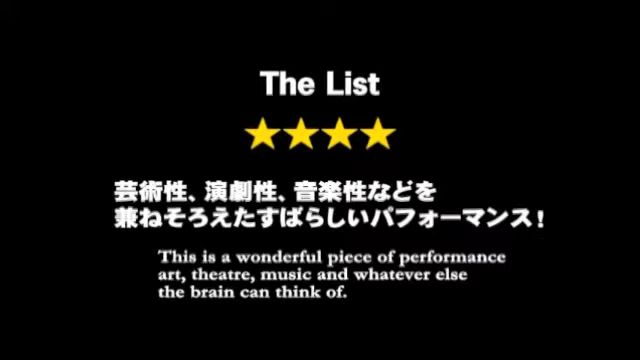 The List
★★★★
芸術性、演劇性、音楽性などを
兼ねそろえたすばらしいパフォーマンス！
This is a wonderful piece of performance
art, theatre, music and whatever else
the brain can think of.